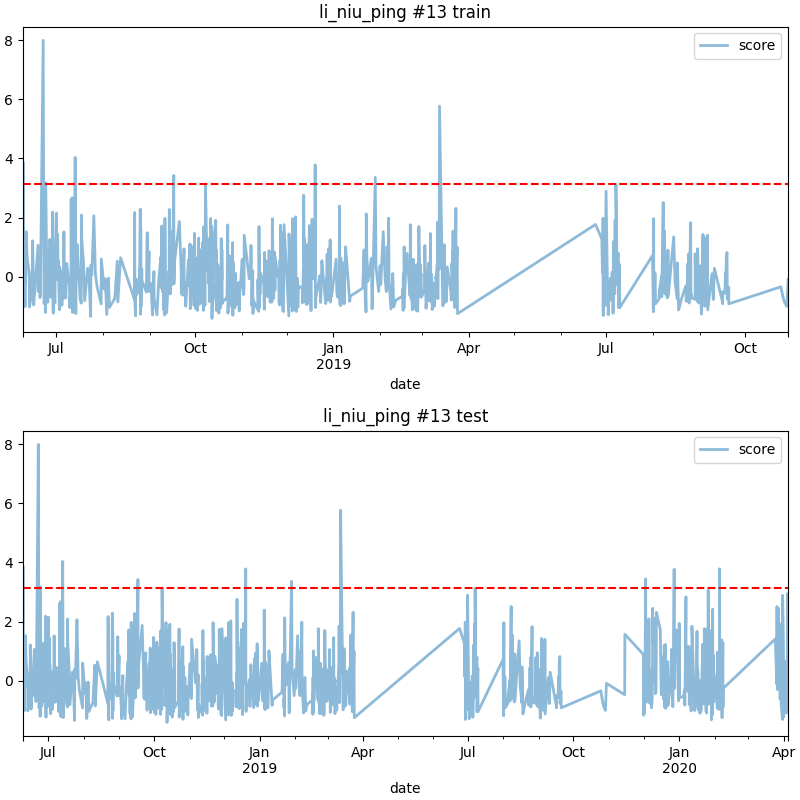 li_niu_ping #13 train
score
8
6
4
2
0
Jul
Oct
Jan
2019
Apr
Jul
Oct
date
li_niu_ping #13 test
score
8
6
4
2
0
Jul
Oct
Jan
2019
Apr
Jul
Oct
Jan
2020
Apr
date